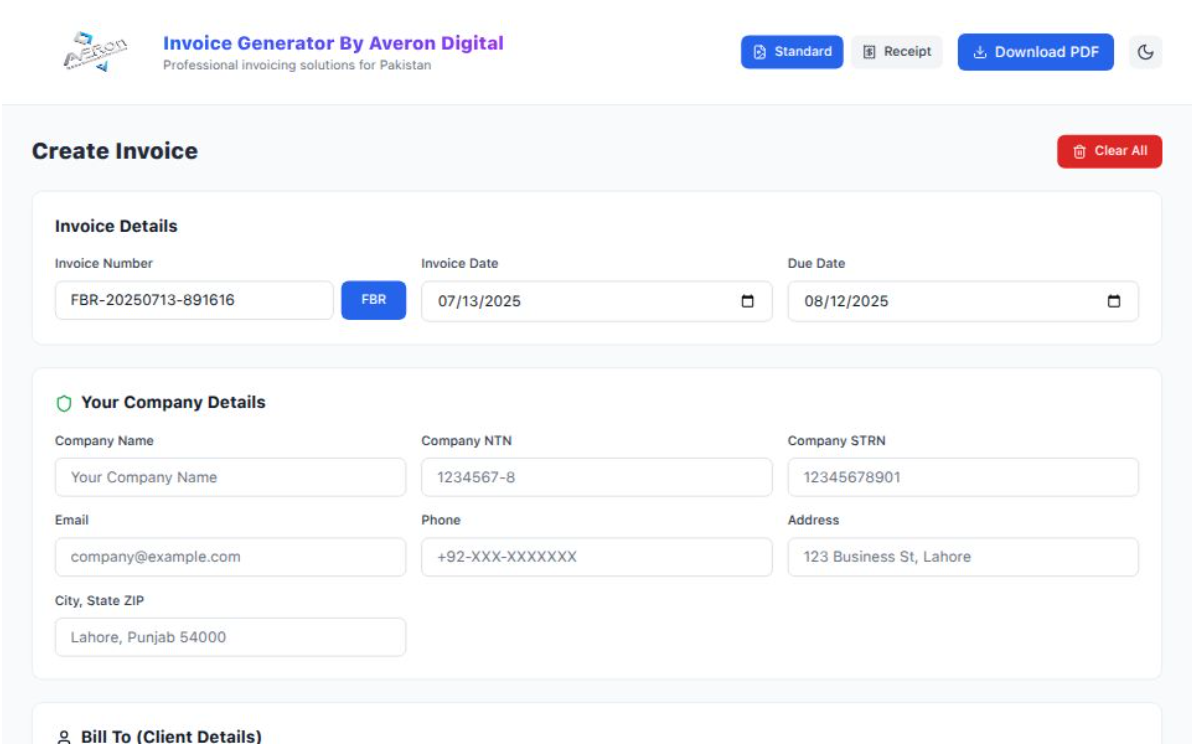 AVERON
Invoice Generator By Averon Digital
Professional invoicing solutions for Pakistan
Standard
Receipt
Download PDF
Create Invoice
Clear All
Invoice Details
Invoice Number
Invoice Date
Due Date
FBR-20250713-891616
FBR
07/13/2025
08/12/2025
Your Company Details
Company Name
Company NTN
Company STRN
Your Company Name
1234567-8
12345678901
Email
Phone
Address
company@example.com
+92-XXX-XXXXXXX
123 Business St, Lahore
City, State ZIP
Lahore, Punjab 54000
Bill To (Client Details)